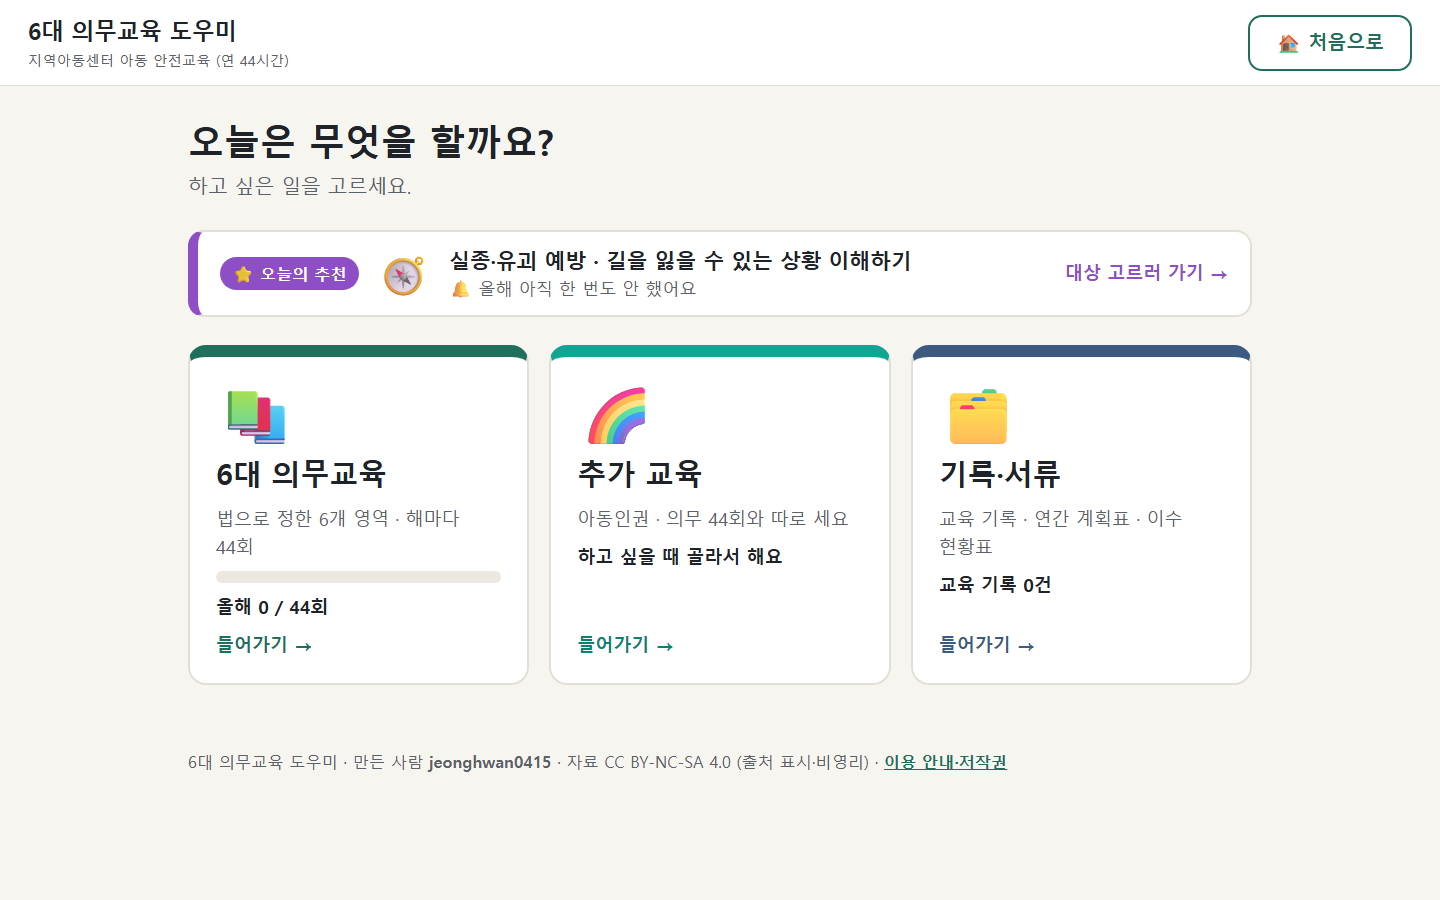 6대 의무교육 도우미
지역아동센터 아동 안전교육 (연 44시간)
처음으로
오늘은 무엇을 할까요?
하고 싶은 일을 고르세요.
오늘의 추천
실종·유괴 예방 · 길을 잃을 수 있는 상황 이해하기
올해 아직 한 번도 안 했어요
대상 고르러 가기 →
6대 의무교육
법으로 정한 6개 영역 · 해마다
44회
올해 0 / 44회
들어가기 →
추가 교육
아동인권 · 의무 44회와 따로 세요
하고 싶을 때 골라서 해요
들어가기 →
기록·서류
교육 기록 · 연간 계획표 · 이수
현황표
교육 기록 0건
들어가기 →
6대 의무교육 도우미 · 만든 사람 jeonghwan0415 · 자료 CC BY-NC-SA 4.0 (출처 표시·비영리) · 이용 안내·저작권